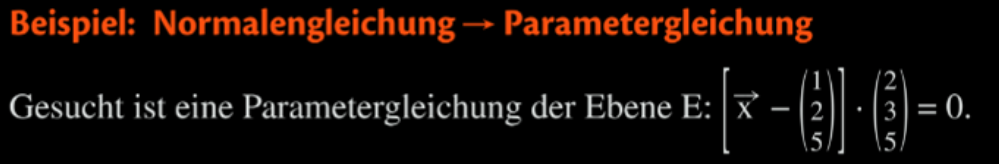 Beispiel: Normalengleichung → Parametergleichung
Gesucht ist eine Parametergleichung der Ebene E: [x⃗ − (1 2 5)] · (2 3 5) = 0.